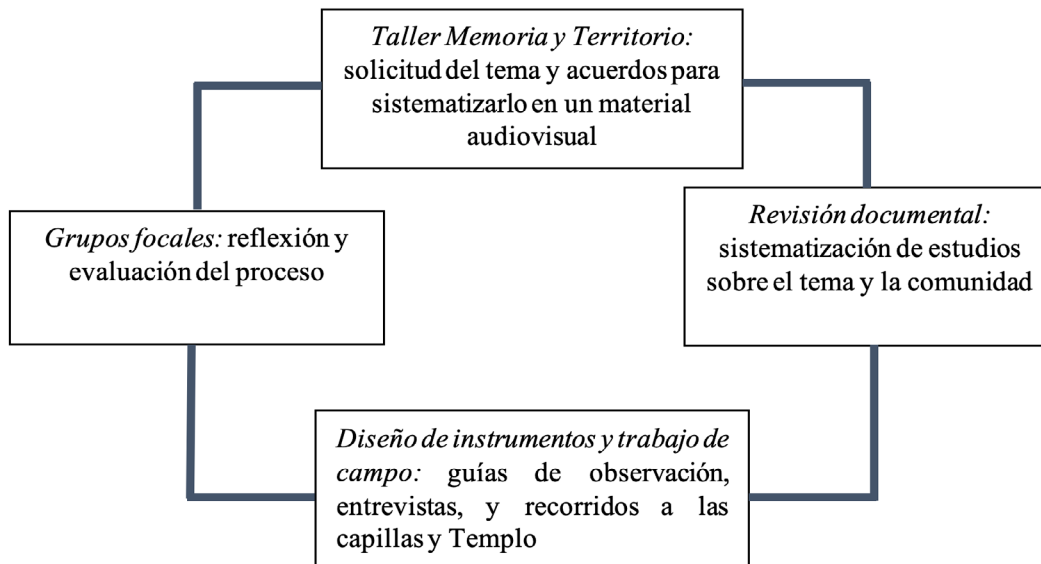 Taller Memoria y Territorio:
solicitud del tema y acuerdos para
sistematizarlo en un material
audiovisual
Grupos focales: reflexión y
evaluación del proceso
Revisión documental:
sistematización de estudios
sobre el tema y la comunidad
Diseño de instrumentos y trabajo de
campo: guías de observación,
entrevistas, y recorridos a las
capillas y Templo